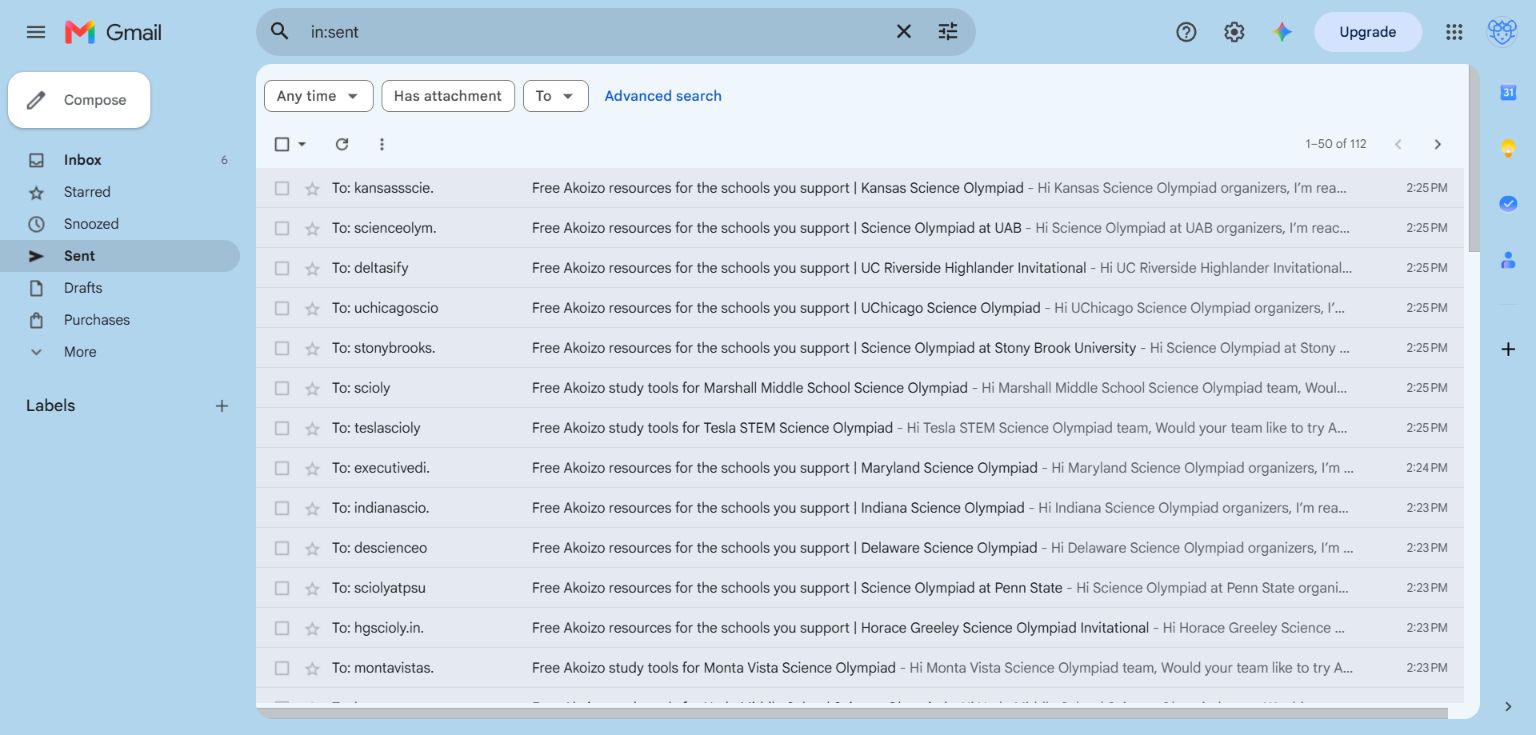 Gmail
in:sent
Upgrade
Compose
Inbox 6
Starred
Snoozed
Sent
Drafts
Purchases
More
Labels
Any time Has attachment To Advanced search
1–50 of 112
To: kansassscie. Free Akoizo resources for the schools you support | Kansas Science Olympiad - Hi Kansas Science Olympiad organizers, I’m rea… 2:25 PM
To: scienceolym. Free Akoizo resources for the schools you support | Science Olympiad at UAB - Hi Science Olympiad at UAB organizers, I’m reac… 2:25 PM
To: deltasify Free Akoizo resources for the schools you support | UC Riverside Highlander Invitational - Hi UC Riverside Highlander Invitational… 2:25 PM
To: uchicagoscio Free Akoizo resources for the schools you support | UChicago Science Olympiad - Hi UChicago Science Olympiad organizers, I’… 2:25 PM
To: stonybrooks. Free Akoizo resources for the schools you support | Science Olympiad at Stony Brook University - Hi Science Olympiad at Stony … 2:25 PM
To: scioly Free Akoizo study tools for Marshall Middle School Science Olympiad - Hi Marshall Middle School Science Olympiad team, Woul… 2:25 PM
To: teslascioly Free Akoizo study tools for Tesla STEM Science Olympiad - Hi Tesla STEM Science Olympiad team, Would your team like to try A… 2:25 PM
To: executivedi. Free Akoizo resources for the schools you support | Maryland Science Olympiad - Hi Maryland Science Olympiad organizers, I’m … 2:24 PM
To: indianascio. Free Akoizo resources for the schools you support | Indiana Science Olympiad - Hi Indiana Science Olympiad organizers, I’m rea… 2:23 PM
To: descienceo Free Akoizo resources for the schools you support | Delaware Science Olympiad - Hi Delaware Science Olympiad organizers, I’m … 2:23 PM
To: sciolyatpsu Free Akoizo resources for the schools you support | Science Olympiad at Penn State - Hi Science Olympiad at Penn State organi… 2:23 PM
To: hgscioly.in. Free Akoizo resources for the schools you support | Horace Greeley Science Olympiad Invitational - Hi Horace Greeley Science … 2:23 PM
To: montavistas. Free Akoizo study tools for Monta Vista Science Olympiad - Hi Monta Vista Science Olympiad team, Would your team like to try A… 2:23 PM
31